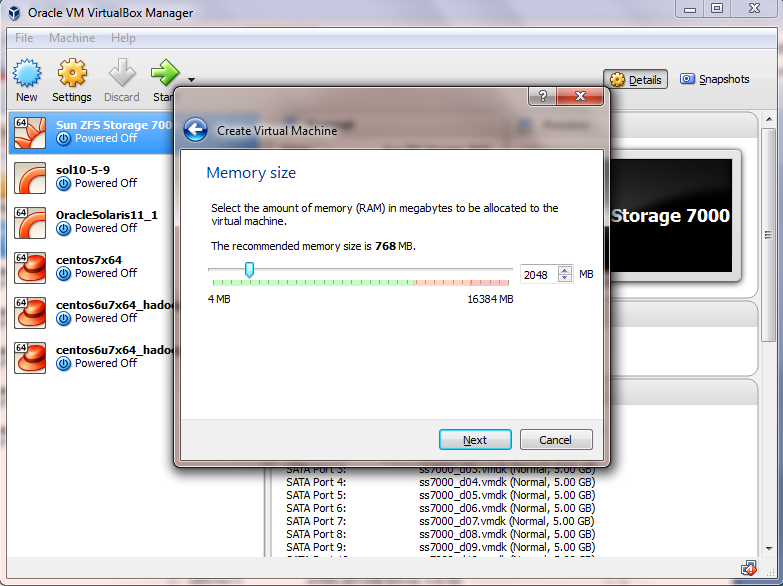 Oracle VM VirtualBox Manager
File Machine Help
New Settings Discard Star
Details Snapshots
64 Sun ZFS Storage 700
Powered Off
sol10-5-9
Powered Off
64 OracleSolaris11_1
Powered Off
64 centos7x64
Powered Off
64 centos6u7x64_hadoo
Powered Off
64 centos6u7x64_hadoo
Powered Off
Storage 7000
?
Create Virtual Machine
Memory size
Select the amount of memory (RAM) in megabytes to be allocated to the
virtual machine.
The recommended memory size is 768 MB.
2048 MB
4 MB 16384 MB
Next Cancel
SATA Port 3: ss7000_d03.vmdk (Normal, 5.00 GB)
SATA Port 4: ss7000_d04.vmdk (Normal, 5.00 GB)
SATA Port 5: ss7000_d05.vmdk (Normal, 5.00 GB)
SATA Port 6: ss7000_d06.vmdk (Normal, 5.00 GB)
SATA Port 7: ss7000_d07.vmdk (Normal, 5.00 GB)
SATA Port 8: ss7000_d08.vmdk (Normal, 5.00 GB)
SATA Port 9: ss7000_d09.vmdk (Normal, 5.00 GB)